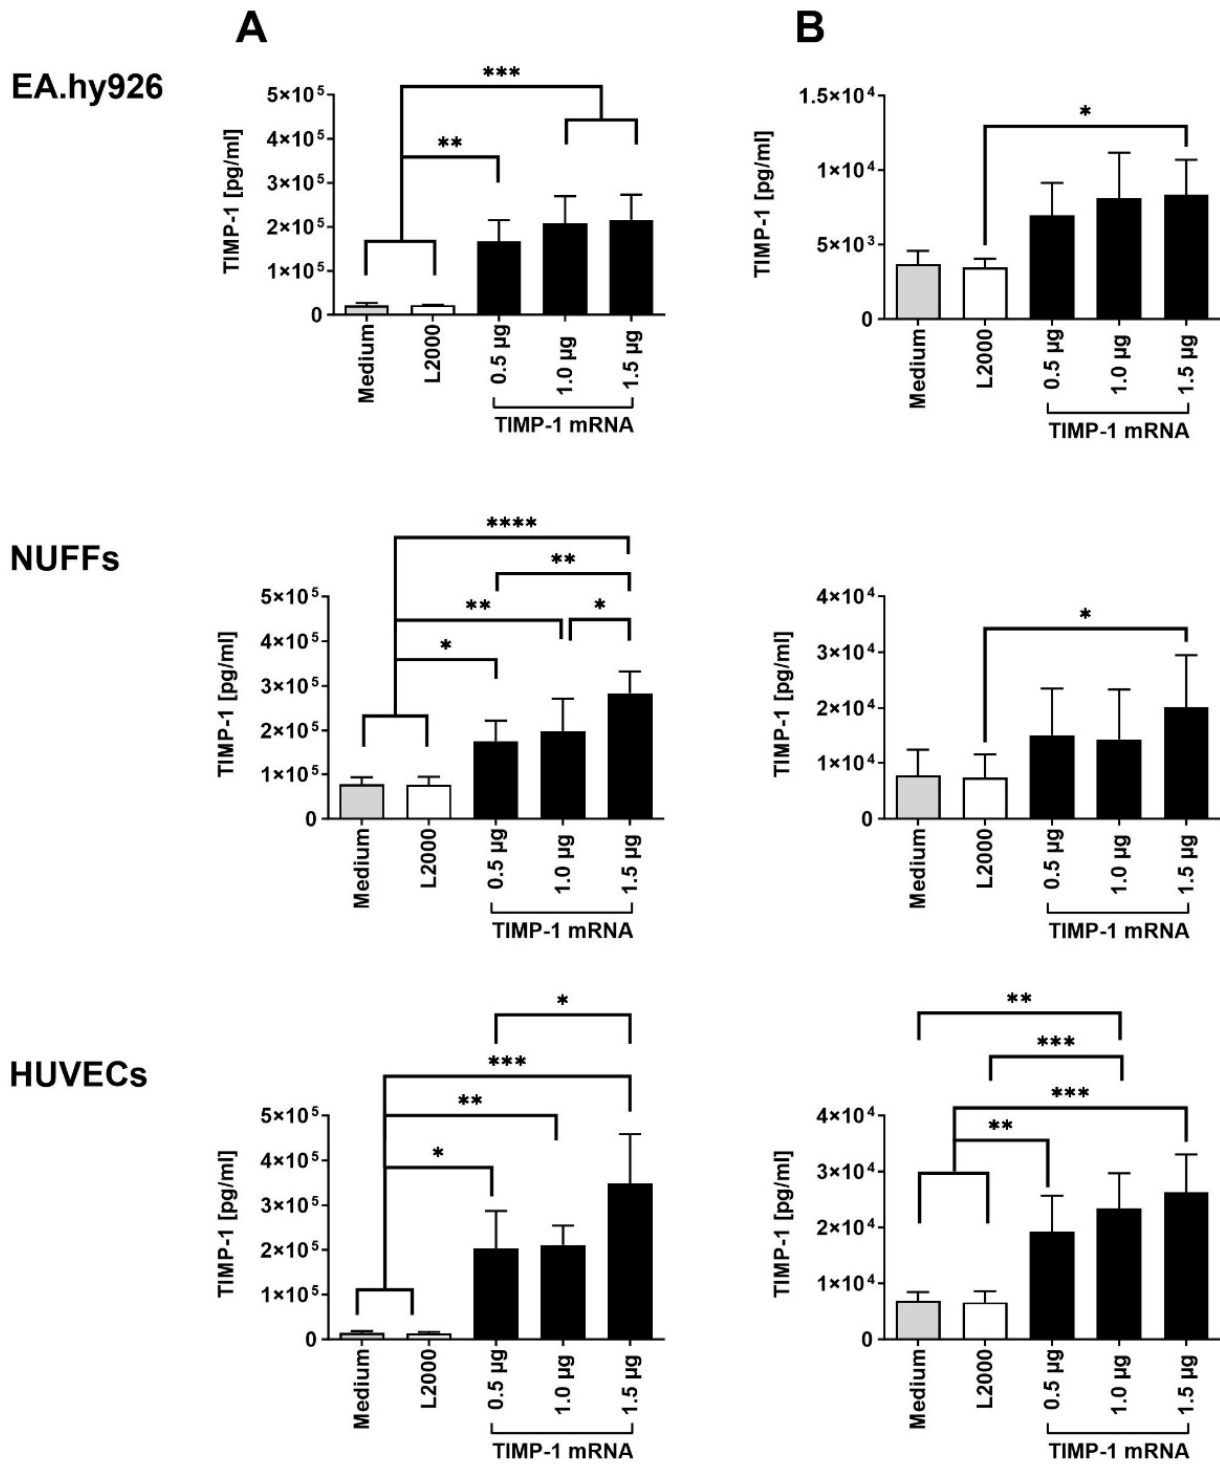 A
B
EA.hy926
***
**
TIMP-1 [pg/ml]
5×10⁵
4×10⁵
3×10⁵
2×10⁵
1×10⁵
0
Medium
L2000
0.5 µg
1.0 µg
1.5 µg
TIMP-1 mRNA
*
TIMP-1 [pg/ml]
1.5×10⁴
1×10⁴
5×10³
0
Medium
L2000
0.5 µg
1.0 µg
1.5 µg
TIMP-1 mRNA
NUFFs
****
**
**
*
*
TIMP-1 [pg/ml]
5×10⁵
4×10⁵
3×10⁵
2×10⁵
1×10⁵
0
Medium
L2000
0.5 µg
1.0 µg
1.5 µg
TIMP-1 mRNA
*
TIMP-1 [pg/ml]
4×10⁴
3×10⁴
2×10⁴
1×10⁴
0
Medium
L2000
0.5 µg
1.0 µg
1.5 µg
TIMP-1 mRNA
HUVECs
*
***
**
*
TIMP-1 [pg/ml]
5×10⁵
4×10⁵
3×10⁵
2×10⁵
1×10⁵
0
Medium
L2000
0.5 µg
1.0 µg
1.5 µg
TIMP-1 mRNA
**
***
***
**
TIMP-1 [pg/ml]
4×10⁴
3×10⁴
2×10⁴
1×10⁴
0
Medium
L2000
0.5 µg
1.0 µg
1.5 µg
TIMP-1 mRNA